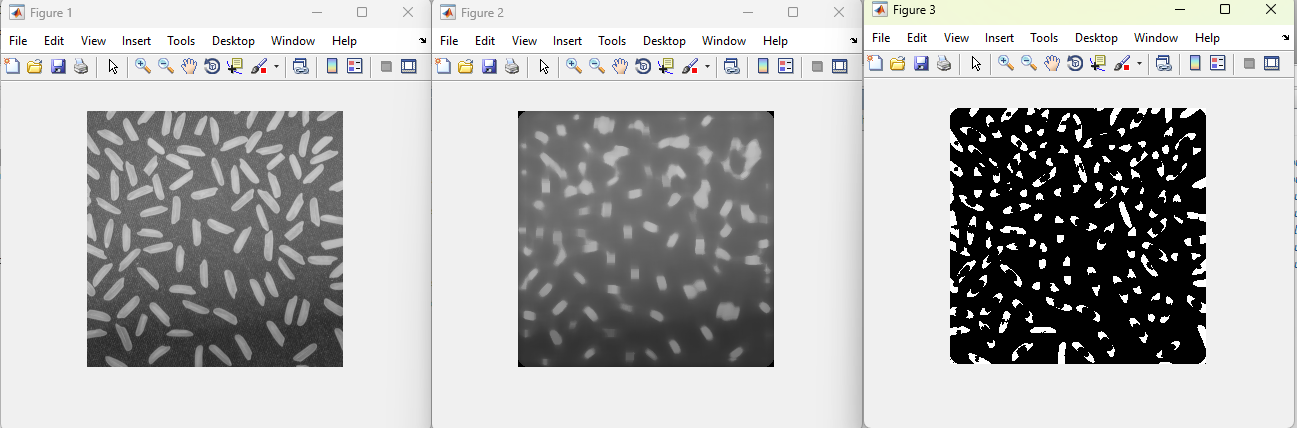 Figure 1
File Edit View Insert Tools Desktop Window Help
Figure 2
File Edit View Insert Tools Desktop Window Help
Figure 3
File Edit View Insert Tools Desktop Window Help